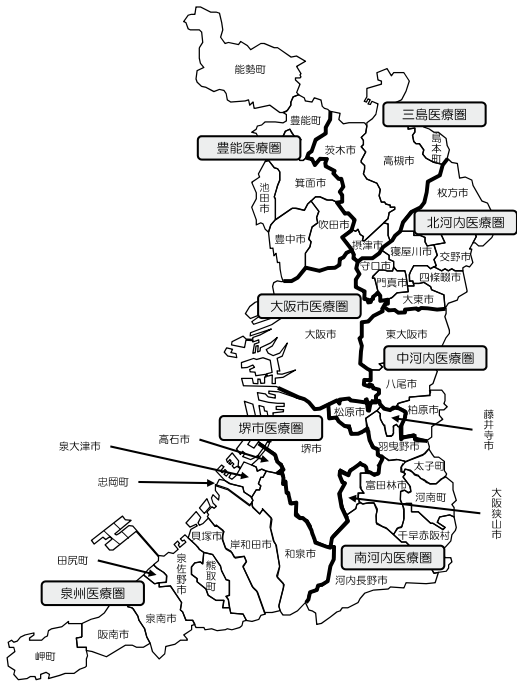 能勢町
三島医療圏
豊能町
島本町
豊能医療圏
茨木市
高槻市
箕面市
池田市
枚方市
吹田市
北河内医療圏
豊中市
摂津市
寝屋川市
交野市
守口市
門真市
四條畷市
大東市
大阪市医療圏
大阪市
東大阪市
中河内医療圏
八尾市
松原市
柏原市
藤井寺市
堺市医療圏
高石市
堺市
羽曳野市
泉大津市
太子町
忠岡町
富田林市
河南町
大阪狭山市
貝塚市
岸和田市
和泉市
千早赤阪村
田尻町
泉佐野市
熊取町
南河内医療圏
河内長野市
泉州医療圏
泉南市
阪南市
岬町